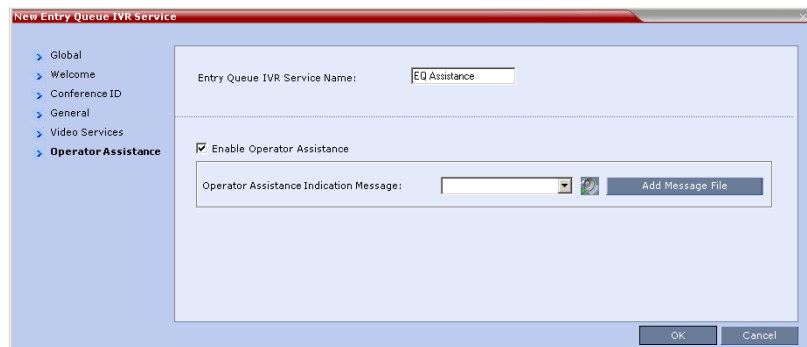 New Entry Queue IVR Service
Global
Welcome
Conference ID
General
Video Services
Operator Assistance
Entry Queue IVR Service Name: EQ Assistance
Enable Operator Assistance
Operator Assistance Indication Message: Add Message File
OK Cancel